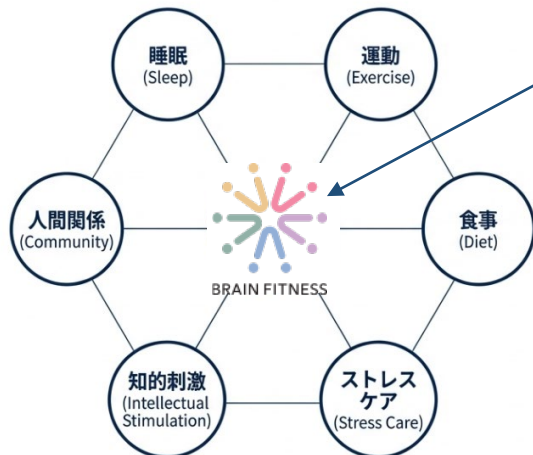 睡眠
(Sleep)
運動
(Exercise)
人間関係
(Community)
BRAIN FITNESS
食事
(Diet)
知的刺激
(Intellectual
Stimulation)
ストレス
ケア
(Stress Care)